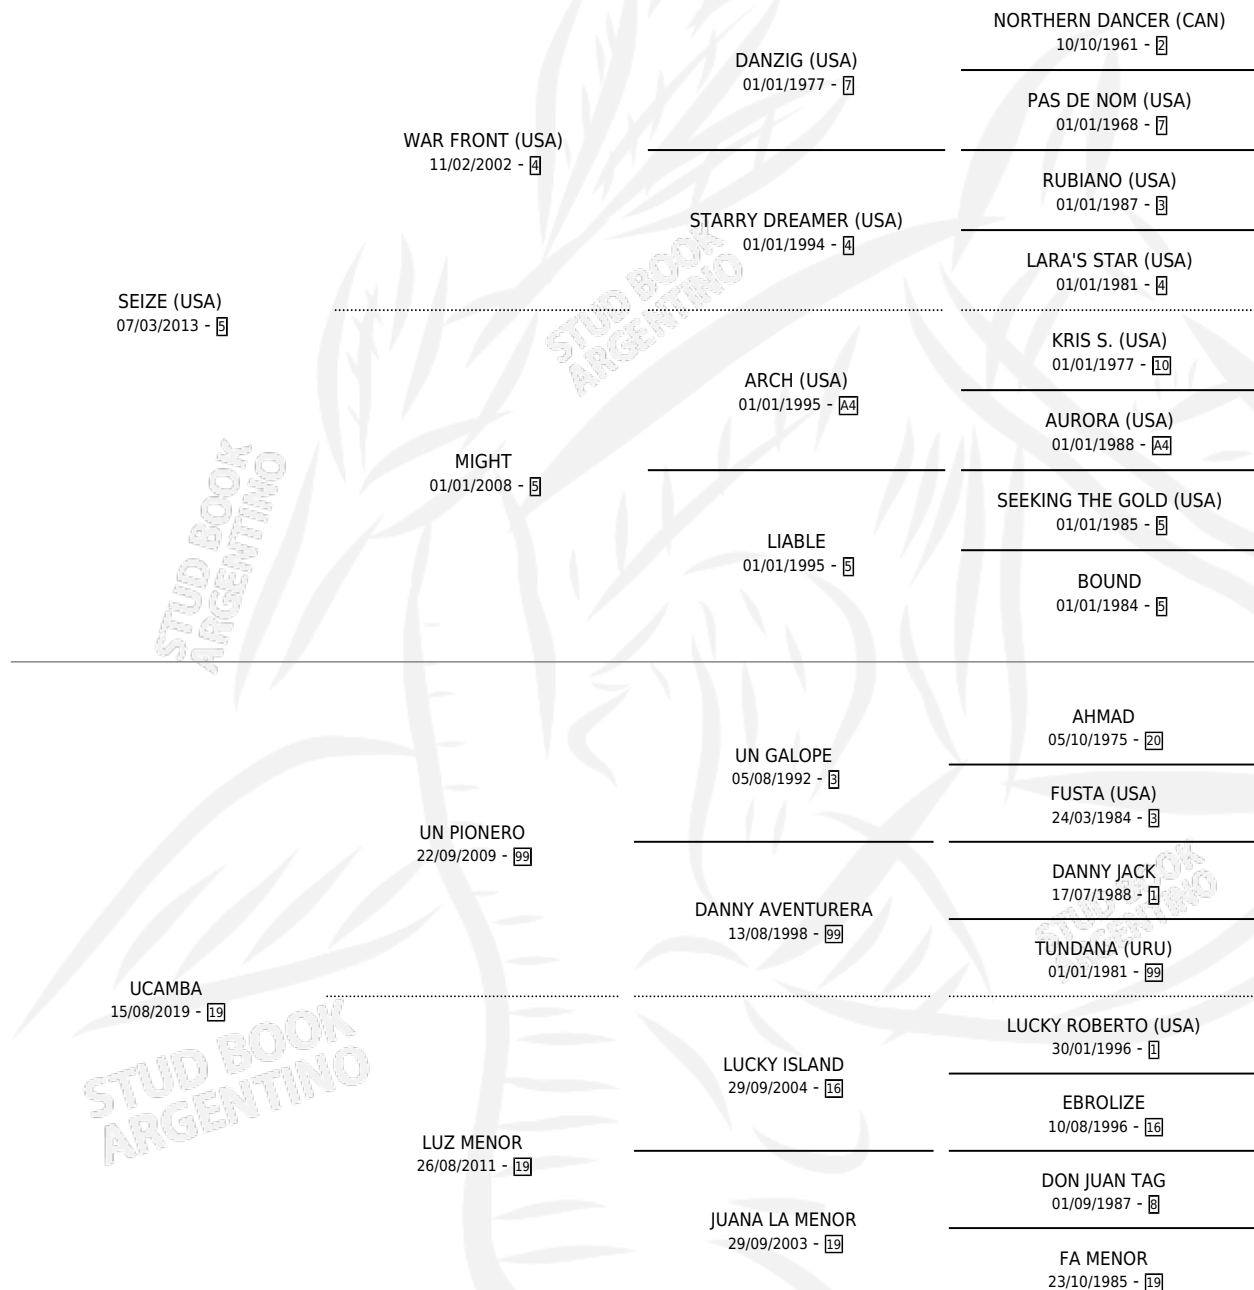 NORTHERN DANCER (CAN)
10/10/1961 - 2
DANZIG (USA)
01/01/1977 - 7
PAS DE NOM (USA)
01/01/1968 - 7
WAR FRONT (USA)
11/02/2002 - 4
RUBIANO (USA)
01/01/1987 - 3
STARRY DREAMER (USA)
01/01/1994 - 4
LARA'S STAR (USA)
01/01/1981 - 4
SEIZE (USA)
07/03/2013 - 5
KRIS S. (USA)
01/01/1977 - 10
ARCH (USA)
01/01/1995 - A4
AURORA (USA)
01/01/1988 - A4
MIGHT
01/01/2008 - 5
SEEKING THE GOLD (USA)
01/01/1985 - 5
LIABLE
01/01/1995 - 5
BOUND
01/01/1984 - 5
AHMAD
05/10/1975 - 20
UN GALOPE
05/08/1992 - 3
FUSTA (USA)
24/03/1984 - 3
UN PIONERO
22/09/2009 - 99
DANNY JACK
17/07/1988 - 1
DANNY AVENTURERA
13/08/1998 - 99
TUNDANA (URU)
01/01/1981 - 99
UCAMBA
15/08/2019 - 19
LUCKY ROBERTO (USA)
30/01/1996 - 1
LUCKY ISLAND
29/09/2004 - 16
EBROLIZE
10/08/1996 - 16
LUZ MENOR
26/08/2011 - 19
DON JUAN TAG
01/09/1987 - 8
JUANA LA MENOR
29/09/2003 - 19
FA MENOR
23/10/1985 - 19
STUD BOOK
ARGENTINO
STUD BOOK
ARGENTINO
STUD BOOK
ARGENTINO
STUD BOOK
ARGENTINO